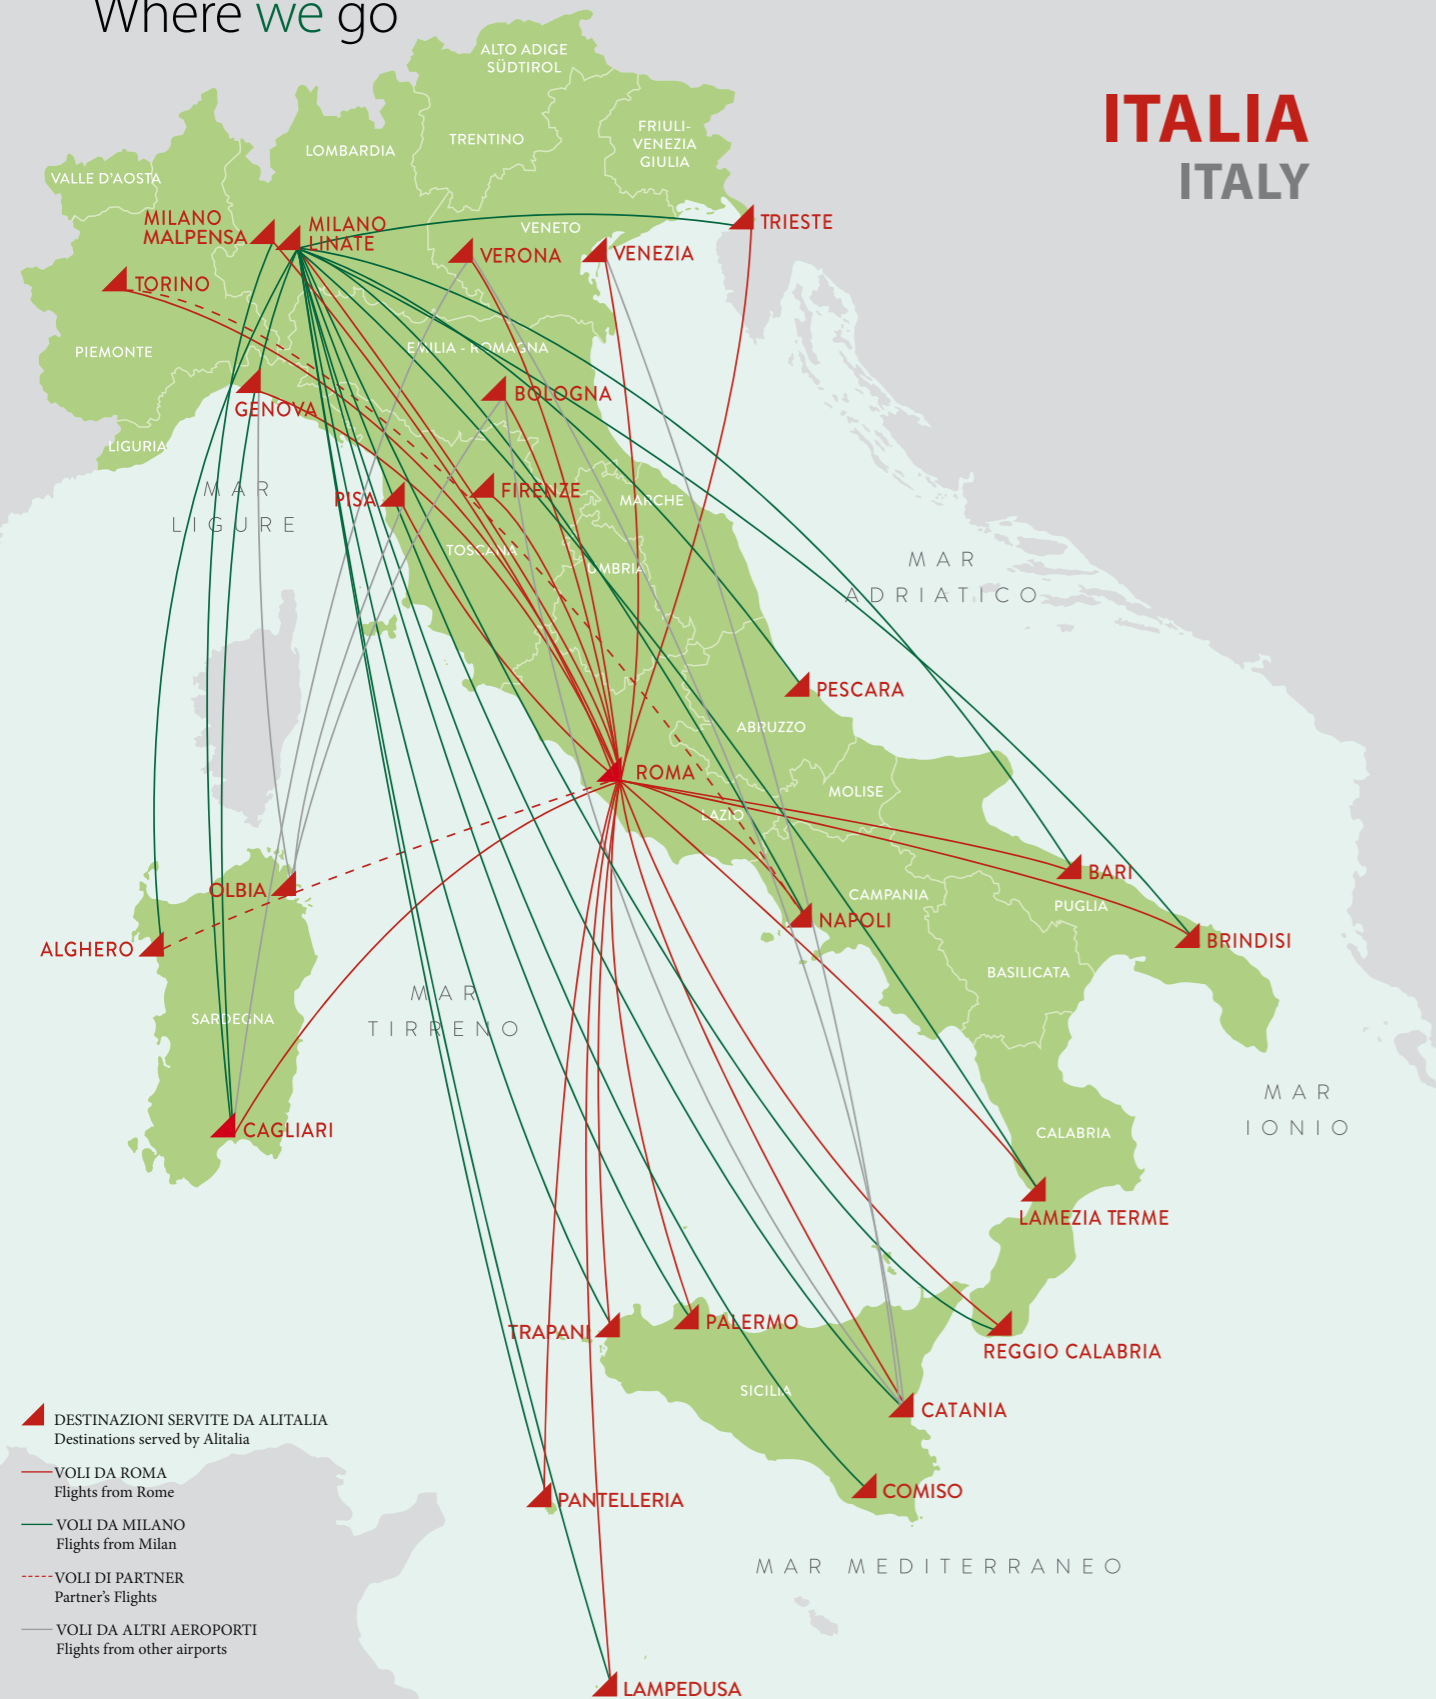 Where we go
ITALIA
ITALY
ALTO ADIGE
SÜDTIROL
FRIULI-
VENEZIA
GIULIA
TRENTINO
LOMBARDIA
VALLE D'AOSTA
MILANO
MALPENSA
MILANO
LINATE
VENETO
TRIESTE
VERONA
VENEZIA
TORINO
PIEMONTE
EMILIA - ROMAGNA
BOLOGNA
GENOVA
LIGURIA
MAR
LIGURE
PISA
FIRENZE
MARCHE
TOSCANA
UMBRIA
MAR
ADRIATICO
PESCARA
ABRUZZO
ROMA
MOLISE
LAZIO
BARI
OLBIA
CAMPANIA
PUGLIA
NAPOLI
BRINDISI
ALGHERO
BASILICATA
MAR
TIRRENO
SARDEGNA
MAR
IONIO
CAGLIARI
CALABRIA
LAMEZIA TERME
TRAPANI
PALERMO
REGGIO CALABRIA
SICILIA
CATANIA
COMISO
PANTELLERIA
MAR MEDITERRANEO
LAMPEDUSA
DESTINAZIONI SERVITE DA ALITALIA
Destinations served by Alitalia
VOLI DA ROMA
Flights from Rome
VOLI DA MILANO
Flights from Milan
VOLI DI PARTNER
Partner's Flights
VOLI DA ALTRI AEROPORTI
Flights from other airports